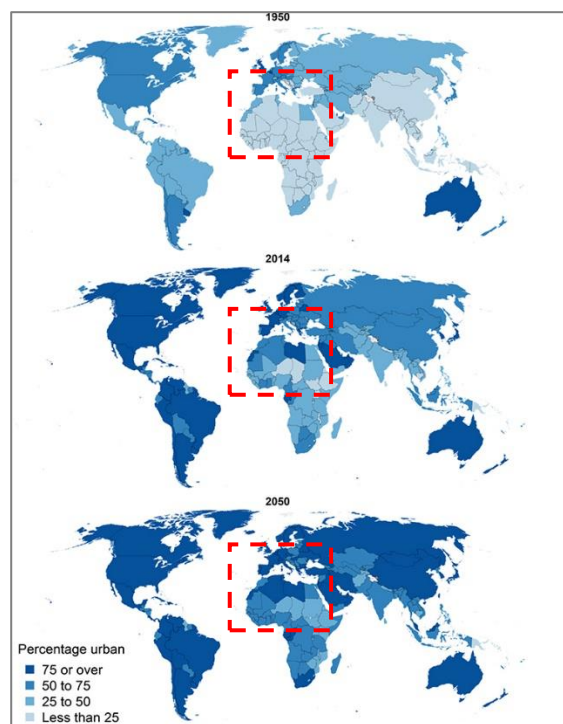 1950
2014
2050
Percentage urban
75 or over
50 to 75
25 to 50
Less than 25